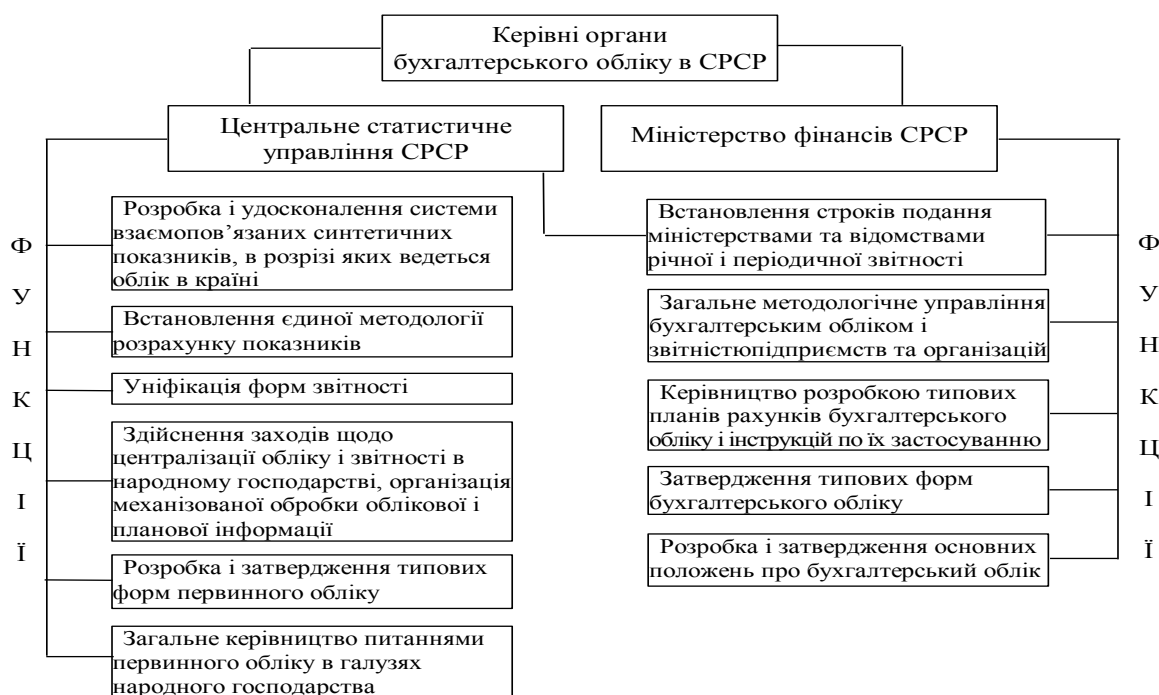 Керівні органи
бухгалтерського обліку в СРСР
Центральне статистичне
управління СРСР
Міністерство фінансів СРСР
Ф
У
Н
К
Ц
І
Ї
Розробка і удосконалення системи
взаємопов’язаних синтетичних
показників, в розрізі яких ведеться
облік в країні
Встановлення єдиної методології
розрахунку показників
Уніфікація форм звітності
Здійснення заходів щодо
централізації обліку і звітності в
народному господарстві, організація
механізованої обробки облікової і
планової інформації
Розробка і затвердження типових
форм первинного обліку
Загальне керівництво питаннями
первинного обліку в галузях
народного господарства
Встановлення строків подання
міністерствами та відомствами
річної і періодичної звітності
Загальне методологічне управління
бухгалтерським обліком і
звітністюпідприємств та організацій
Керівництво розробкою типових
планів рахунків бухгалтерського
обліку і інструкцій по їх застосуванню
Затвердження типових форм
бухгалтерського обліку
Розробка і затвердження основних
положень про бухгалтерський облік
Ф
У
Н
К
Ц
І
Ї